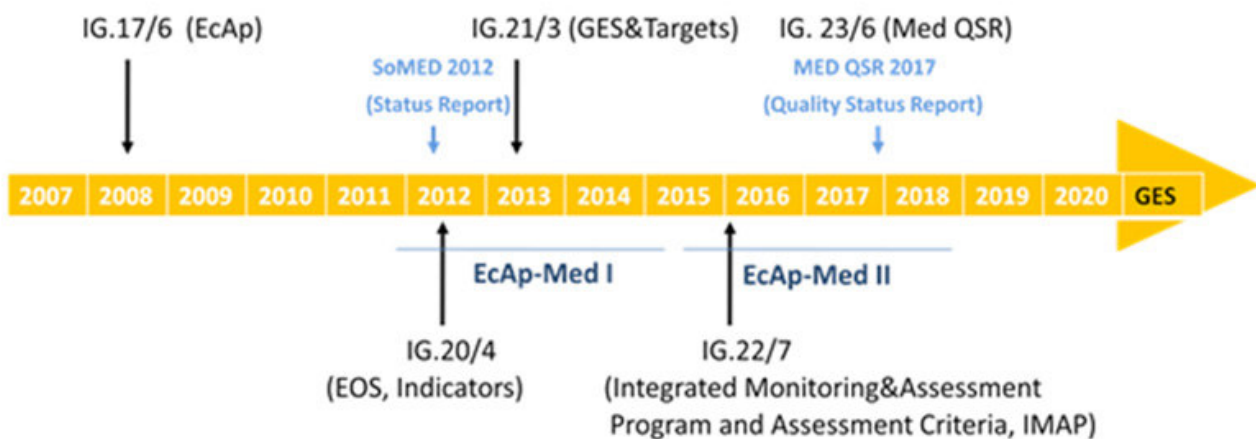 IG.17/6 (EcAp)
IG.21/3 (GES&Targets)
IG. 23/6 (Med QSR)
SoMED 2012
(Status Report)
MED QSR 2017
(Quality Status Report)
2007 2008 2009 2010 2011 2012 2013 2014 2015 2016 2017 2018 2019 2020 GES
EcAp-Med I
EcAp-Med II
IG.20/4
(EOS, Indicators)
IG.22/7
(Integrated Monitoring&Assessment
Program and Assessment Criteria, IMAP)